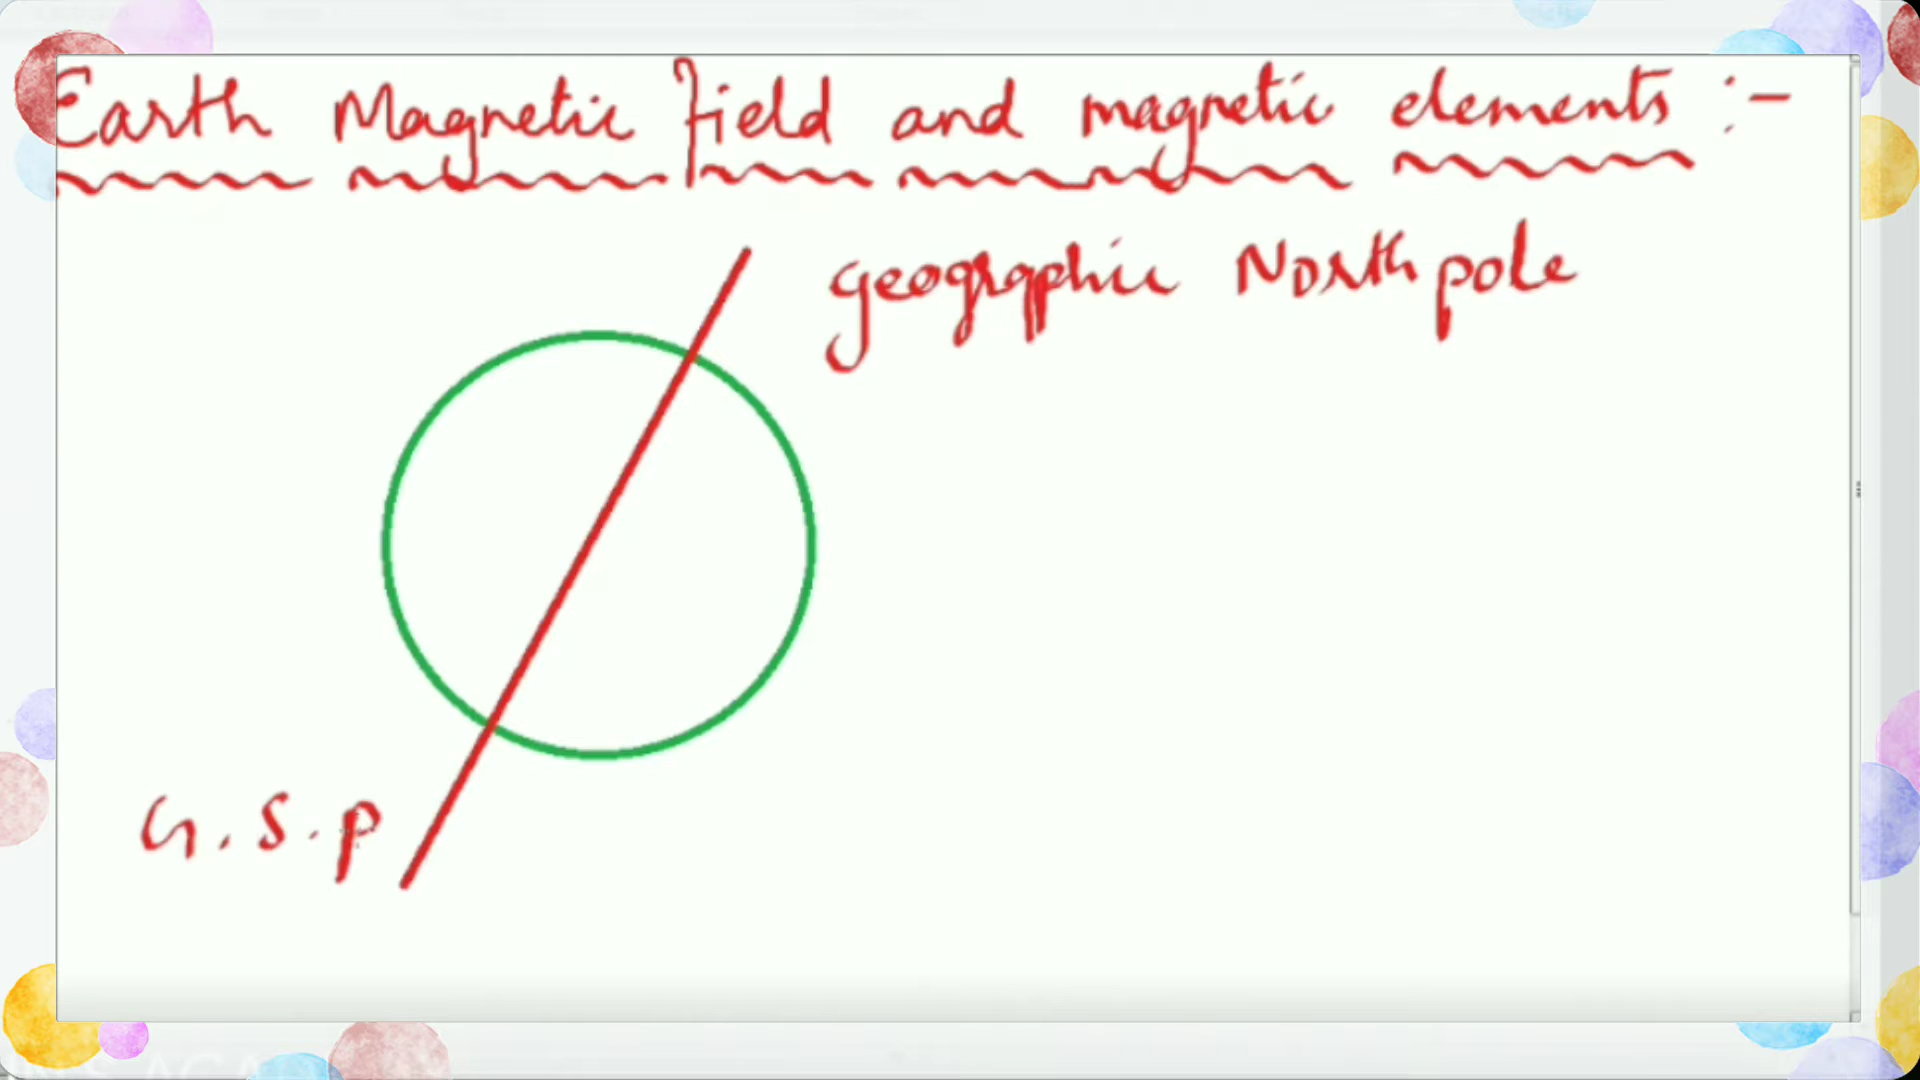 Earth Magnetic Field and magnetic elements :-
geographic North pole
G.S.p